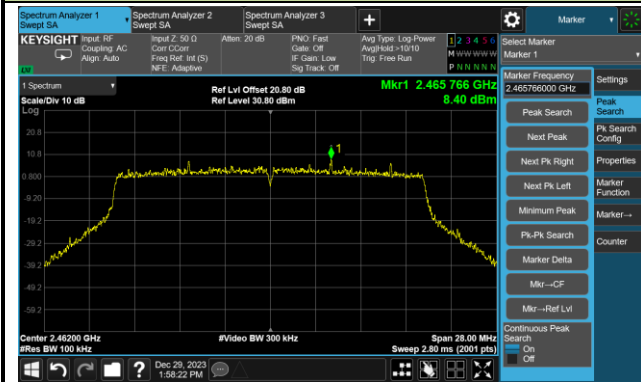 Spectrum Analyzer 1
Swept SA
Spectrum Analyzer 2
Swept SA
Spectrum Analyzer 3
Swept SA
+
Marker
KEYSIGHT
Input: RF
Coupling: AC
Align: Auto
Input Z: 50 Ω
Corr CCorr
Freq Ref: Int (S)
NFE: Adaptive
Atten: 20 dB
PNO: Fast
Gate: Off
IF Gain: Low
Sig Track: Off
Avg Type: Log-Power
Avg|Hold:>10/10
Trig: Free Run
1 2 3 4 5 6
M W W W W W
P N N N N N
Select Marker
Marker 1
1 Spectrum
Scale/Div 10 dB
Log
Ref Lvl Offset 20.80 dB
Ref Level 30.80 dBm
Mkr1 2.465 766 GHz
8.40 dBm
20.8
10.8
0.800
-9.20
-19.2
-29.2
-39.2
-49.2
-59.2
1
Center 2.46200 GHz
#Res BW 100 kHz
#Video BW 300 kHz
Span 28.00 MHz
Sweep 2.80 ms (2001 pts)
Marker Frequency
2.465766000 GHz
Peak Search
Next Peak
Next Pk Right
Next Pk Left
Minimum Peak
Pk-Pk Search
Marker Delta
Mkr→CF
Mkr→Ref Lvl
Continuous Peak
Search
On
Off
Settings
Peak
Search
Pk Search
Config
Properties
Marker
Function
Marker→
Counter
?
Dec 29, 2023
1:58:22 PM